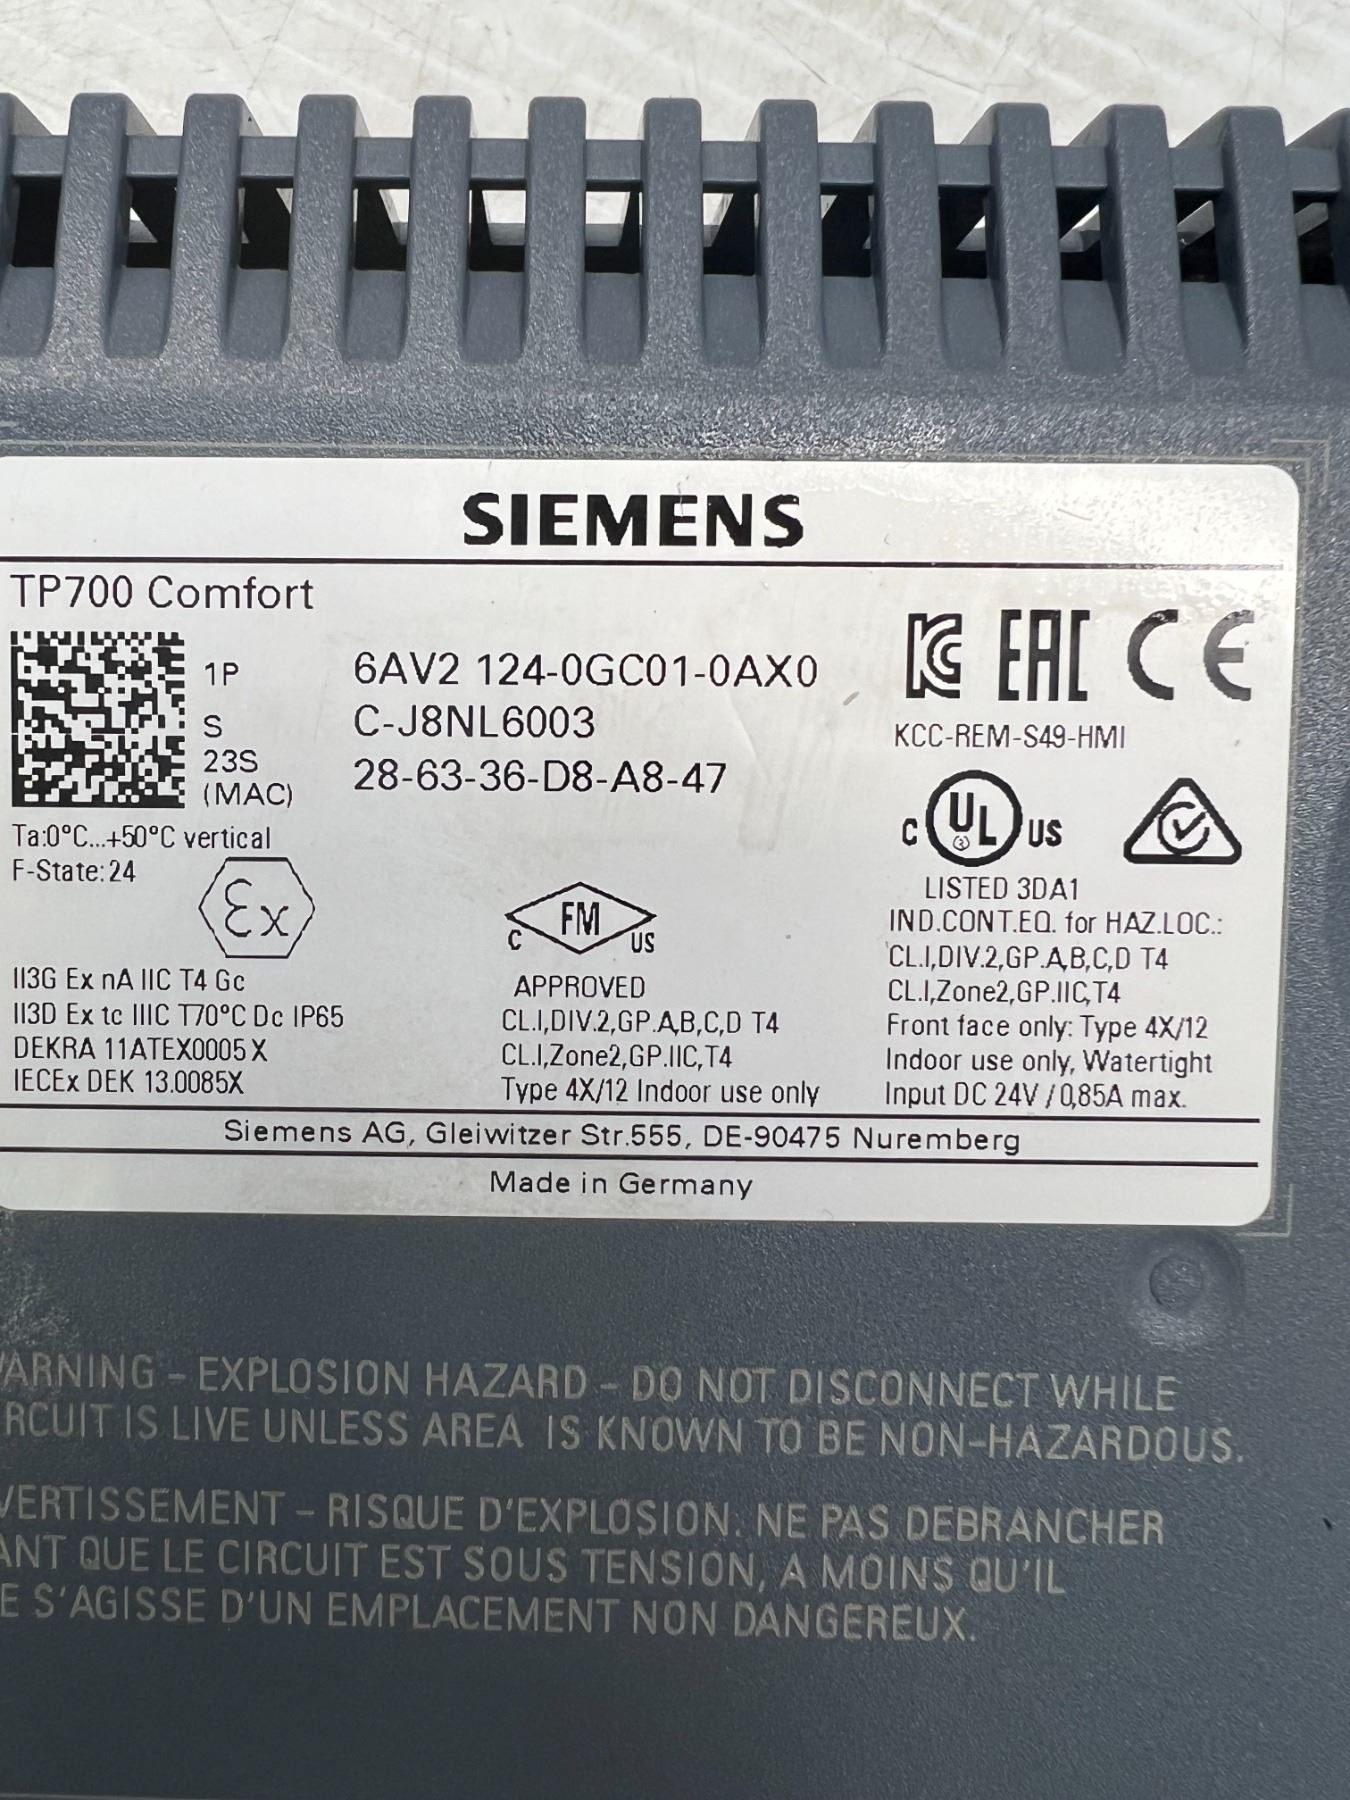 SIEMENS
TP700 Comfort
1P 6AV2 124-0GC01-0AX0
S C-J8NL6003
23S
(MAC) 28-63-36-D8-A8-47
Ta:0°C...+50°C vertical
F-State: 24
Ex
II3G Ex nA IIC T4 Gc
II3D Ex tc IIIC T70°C Dc IP65
DEKRA 11ATEX0005 X
IECEx DEK 13.0085X
C FM US
APPROVED
CL.I,DIV.2,GP.A,B,C,D T4
CL.I,Zone2,GP.IIC,T4
Type 4X/12 Indoor use only
KC EAC CE
KCC-REM-S49-HMI
C UL US
LISTED 3DA1
IND.CONT.EQ. for HAZ.LOC.:
CL.I,DIV.2,GP.A,B,C,D T4
CL.I,Zone2,GP.IIC,T4
Front face only: Type 4X/12
Indoor use only, Watertight
Input DC 24V / 0,85A max.
Siemens AG, Gleiwitzer Str.555, DE-90475 Nuremberg
Made in Germany
ARNING – EXPLOSION HAZARD – DO NOT DISCONNECT WHILE
RCUIT IS LIVE UNLESS AREA IS KNOWN TO BE NON-HAZARDOUS.
VERTISSEMENT – RISQUE D'EXPLOSION. NE PAS DEBRANCHER
ANT QUE LE CIRCUIT EST SOUS TENSION, A MOINS QU'IL
E S'AGISSE D'UN EMPLACEMENT NON DANGEREUX.